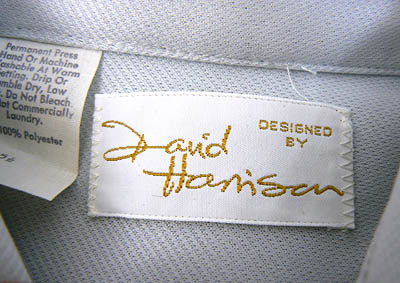 Permanent Press
Hand or Machine
Washable At Warm
Setting. Drip Or
Tumble Dry, Low
Do Not Bleach.
Not Commercially
Laundry.
100% Polyester
56
DESIGNED
BY
David
Harrison